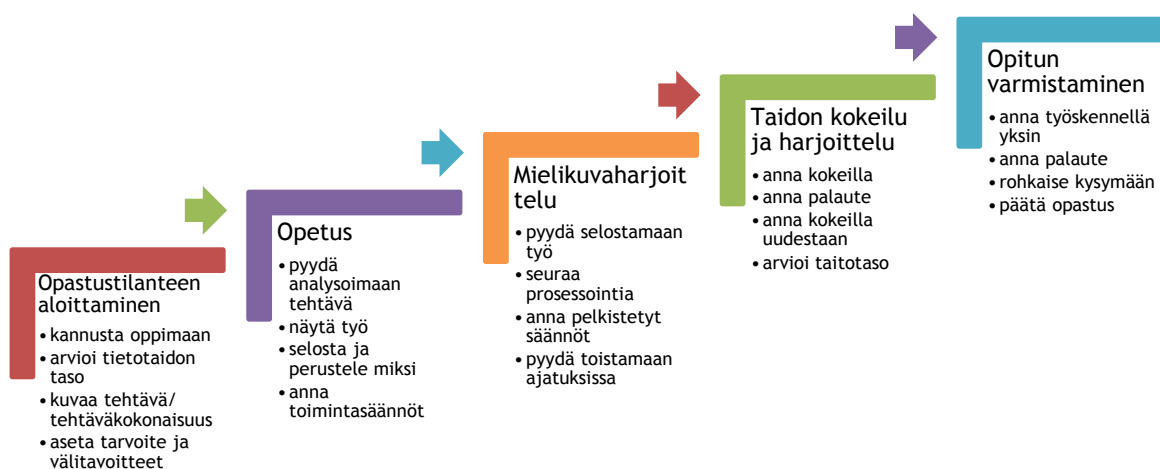 Opastustilanteen
aloittaminen
• kannusta oppimaan
• arvioi tietotaidon
taso
• kuvaa tehtävä/
tehtäväkokonaisuus
• aseta tarvoite ja
välitavoitteet
Opetus
• pyydä
analysoimaan
tehtävä
• näytä työ
• selosta ja
perustele miksi
• anna
toimintasäännöt
Mielikuvaharjoit
telu
• pyydä selostamaan
työ
• seuraa
prosessointia
• anna pelkistetyt
säännöt
• pyydä toistamaan
ajatuksissa
Taidon kokeilu
ja harjoittelu
• anna kokeilla
• anna palaute
• anna kokeilla
uudestaan
• arvioi taitotaso
Opitun
varmistaminen
• anna työskennellä
yksin
• anna palaute
• rohkaise kysymään
• päätä opastus